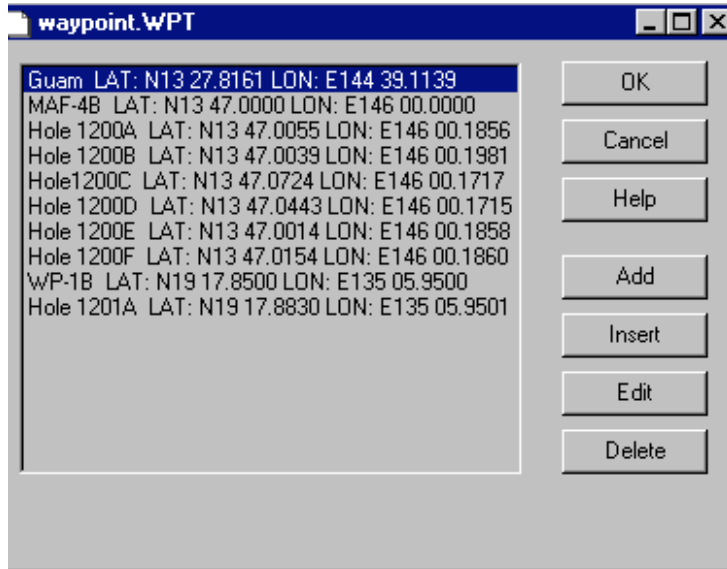 waypoint.WPT
Guam LAT: N13 27.8161 LON: E144 39.1139
MAF-4B LAT: N13 47.0000 LON: E146 00.0000
Hole 1200A LAT: N13 47.0055 LON: E146 00.1856
Hole 1200B LAT: N13 47.0039 LON: E146 00.1981
Hole1200C LAT: N13 47.0724 LON: E146 00.1717
Hole 1200D LAT: N13 47.0443 LON: E146 00.1715
Hole 1200E LAT: N13 47.0014 LON: E146 00.1858
Hole 1200F LAT: N13 47.0154 LON: E146 00.1860
WP-1B LAT: N19 17.8500 LON: E135 05.9500
Hole 1201A LAT: N19 17.8830 LON: E135 05.9501
OK
Cancel
Help
Add
Insert
Edit
Delete